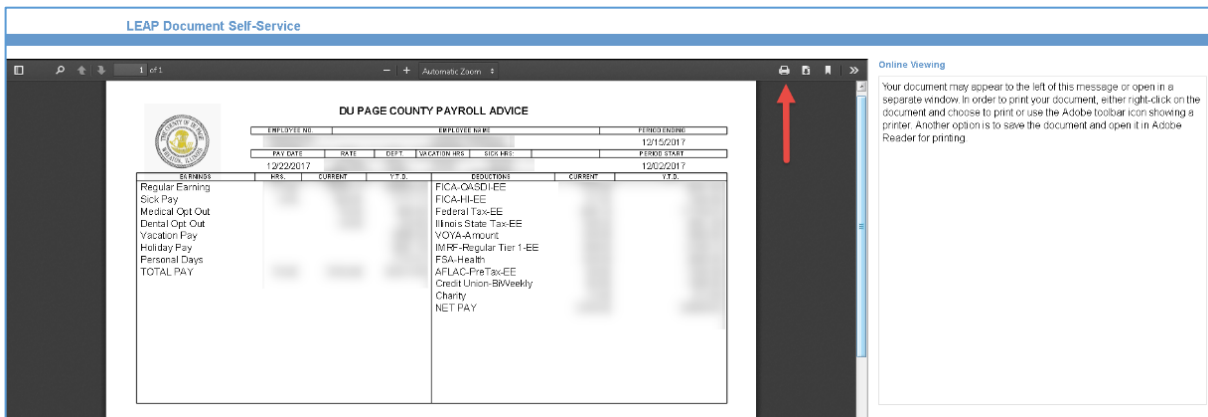 LEAP Document Self-Service
1 of 1
Automatic Zoom
DU PAGE COUNTY PAYROLL ADVICE
EMPLOYEE NO. EMPLOYEE NAME PERIOD ENDING
12/15/2017
PAY DATE RATE DEPT. VACATION HRS SICK HRS: PERIOD START
12/22/2017 12/02/2017
EARNINGS HRS. CURRENT Y.T.D. DEDUCTIONS CURRENT Y.T.D.
Regular Earning FICA-OASDI-EE
Sick Pay FICA-HI-EE
Medical Opt Out Federal Tax-EE
Dental Opt Out Illinois State Tax-EE
Vacation Pay VOYA-Amount
Holiday Pay IMRF-Regular Tier 1-EE
Personal Days FSA-Health
TOTAL PAY AFLAC-PreTax-EE
Credit Union-BiWeekly
Charity
NET PAY
Online Viewing
Your document may appear to the left of this message or open in a
separate window. In order to print your document, either right-click on the
document and choose to print or use the Adobe toolbar icon showing a
printer. Another option is to save the document and open it in Adobe
Reader for printing.